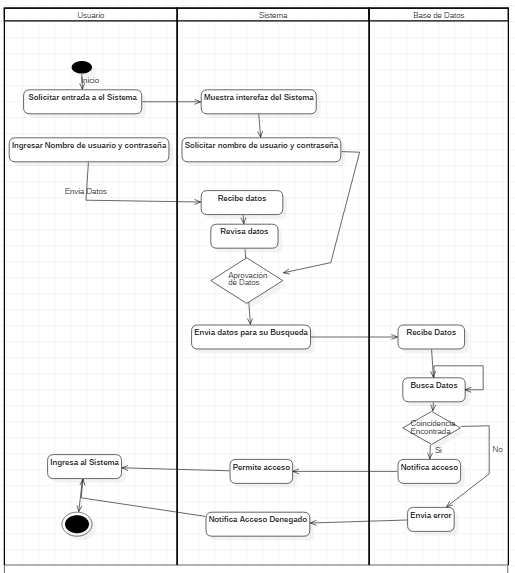 Usuario
Sistema
Base de Datos
Inicio
Solicitar entrada a el Sistema
Muestra interefaz del Sistema
Ingresar Nombre de usuario y contraseña
Solicitar nombre de usuario y contraseña
Envia Datos
Recibe datos
Revisa datos
Aprovación
de Datos
Envia datos para su Busqueda
Recibe Datos
Busca Datos
Coincidencia
Encontrada
Si
No
Ingresa al Sistema
Permite acceso
Notifica acceso
Notifica Acceso Denegado
Envia error